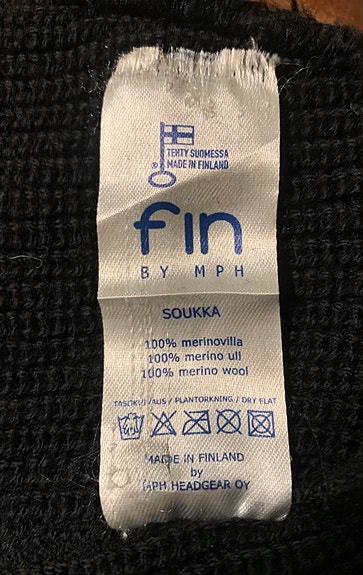 TEHTY SUOMESSA
© MADE IN FINLAND
fin
BY MPH
SOUKKA
100% merinovilla
100% merino ull
100% merino wool
/ PLANTORKNING / DRY FLAT
MADE IN FINLAND
by
MPH HEADGEAR OY